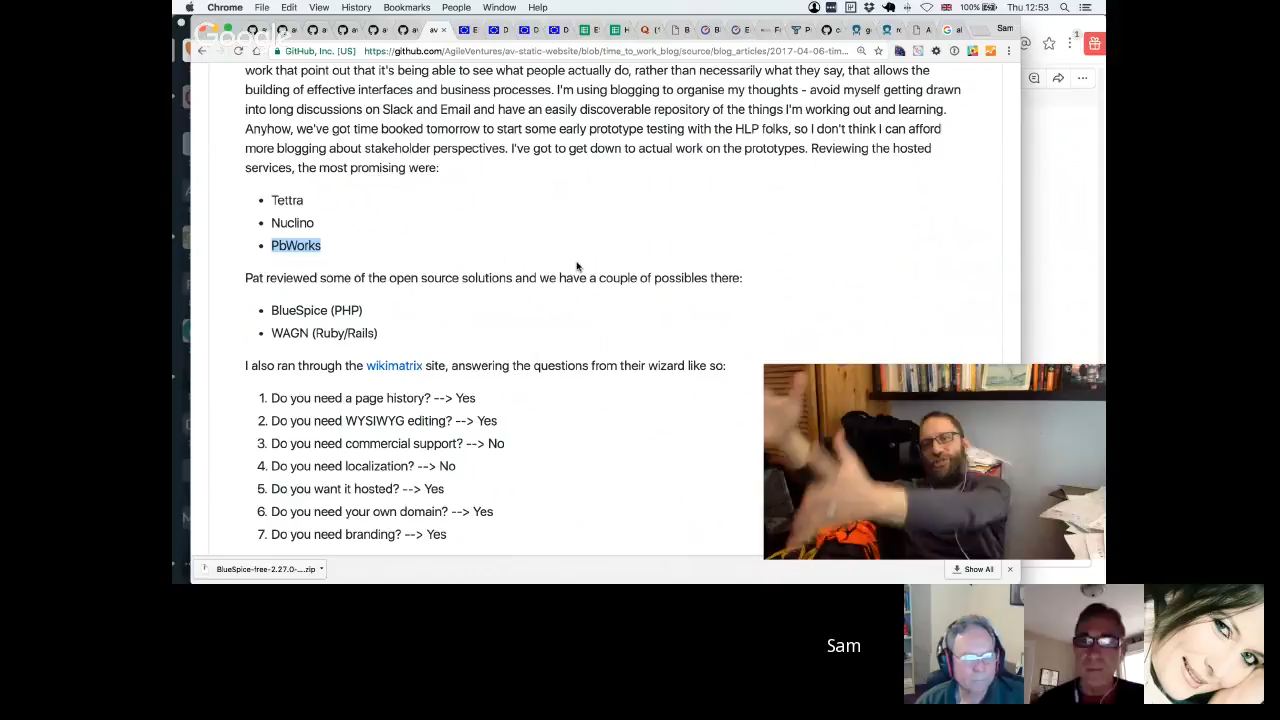 Chrome File Edit View History Bookmarks People Window Help 100% Thu 12:53 Sam
Google
av
Sam
GitHub, Inc. [US] https://github.com/AgileVentures/av-static-website/blob/time_to_work_blog/source/blog_articles/2017-04-06-tim...
work that point out that it's being able to see what people actually do, rather than necessarily what they say, that allows the
building of effective interfaces and business processes. I'm using blogging to organise my thoughts - avoid myself getting drawn
into long discussions on Slack and Email and have an easily discoverable repository of the things I'm working out and learning.
Anyhow, we've got time booked tomorrow to start some early prototype testing with the HLP folks, so I don't think I can afford
more blogging about stakeholder perspectives. I've got to get down to actual work on the prototypes. Reviewing the hosted
services, the most promising were:
Tettra
Nuclino
PbWorks
Pat reviewed some of the open source solutions and we have a couple of possibles there:
BlueSpice (PHP)
WAGN (Ruby/Rails)
I also ran through the wikimatrix site, answering the questions from their wizard like so:
1. Do you need a page history? --> Yes
2. Do you need WYSIWYG editing? --> Yes
3. Do you need commercial support? --> No
4. Do you need localization? --> No
5. Do you want it hosted? --> Yes
6. Do you need your own domain? --> Yes
7. Do you need branding? --> Yes
BlueSpice-free-2.27.0-....zip
Show All
Sam